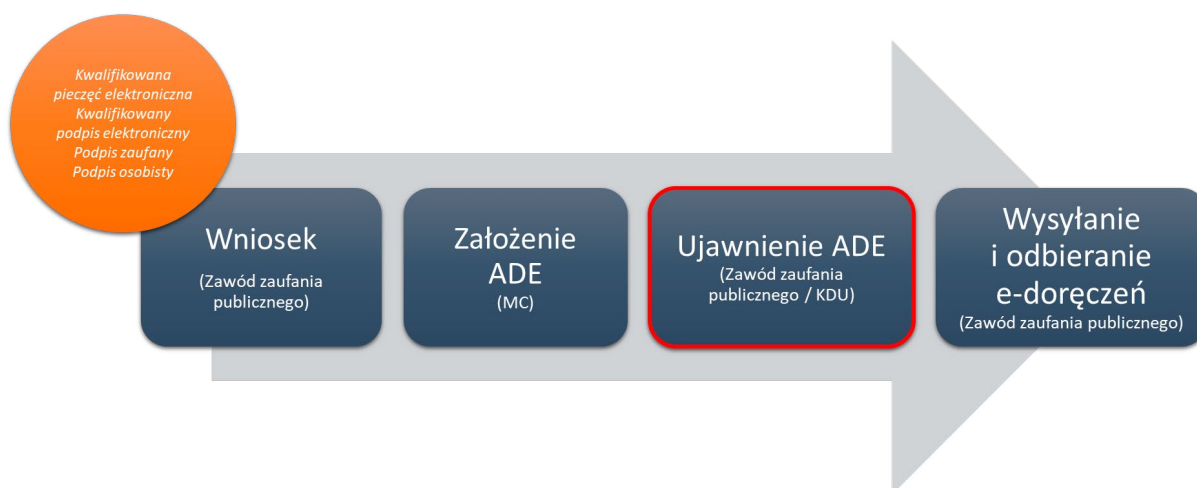 Kwalifikowana
pieczęć elektroniczna
Kwalifikowany
podpis elektroniczny
Podpis zaufany
Podpis osobisty
Wniosek
(Zawód zaufania
publicznego)
Założenie
ADE
(MC)
Ujawnienie ADE
(Zawód zaufania
publicznego / KDU)
Wysyłanie
i odbieranie
e-doręczeń
(Zawód zaufania publicznego)